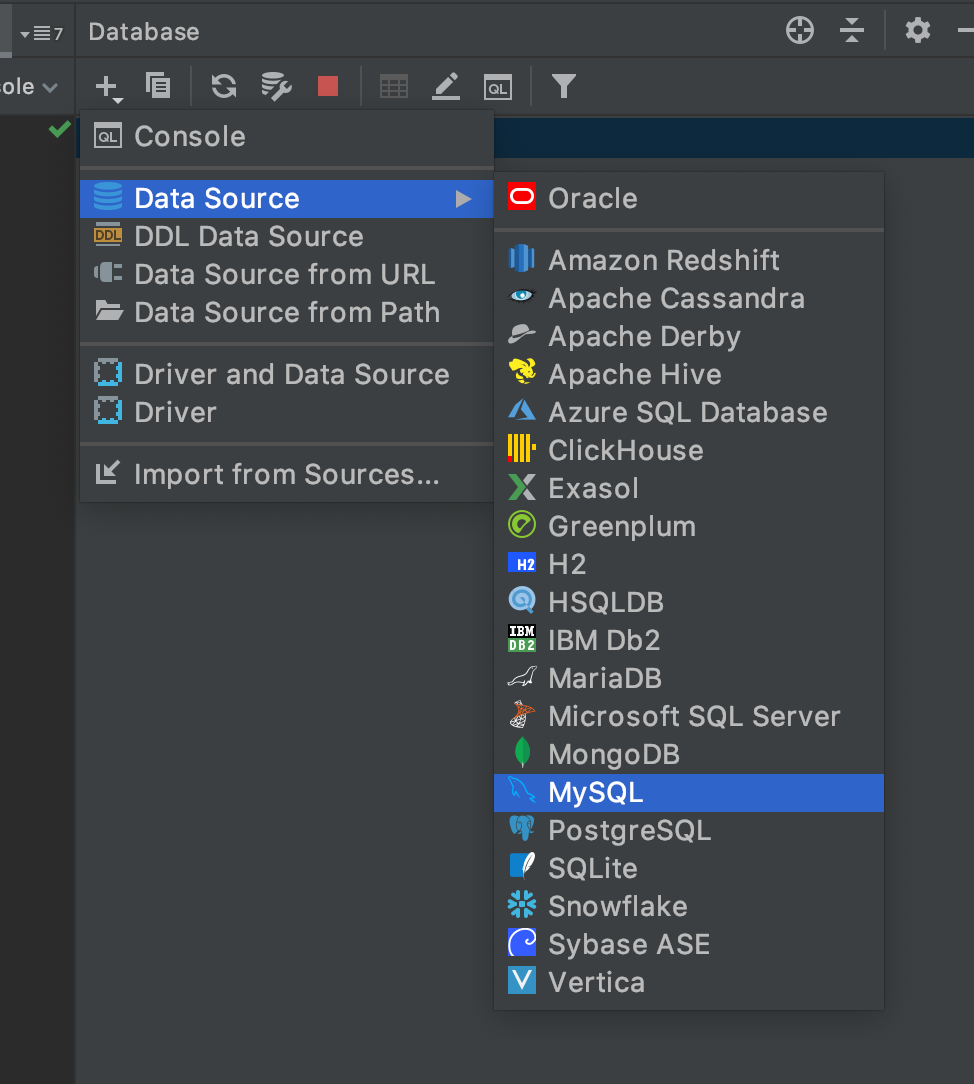 7
Database
ole
QL
QL Console
Data Source
DDL DDL Data Source
Data Source from URL
Data Source from Path
Driver and Data Source
Driver
Import from Sources...
Oracle
Amazon Redshift
Apache Cassandra
Apache Derby
Apache Hive
Azure SQL Database
ClickHouse
Exasol
Greenplum
H2 H2
HSQLDB
IBM DB2 IBM Db2
MariaDB
Microsoft SQL Server
MongoDB
MySQL
PostgreSQL
SQLite
Snowflake
Sybase ASE
Vertica